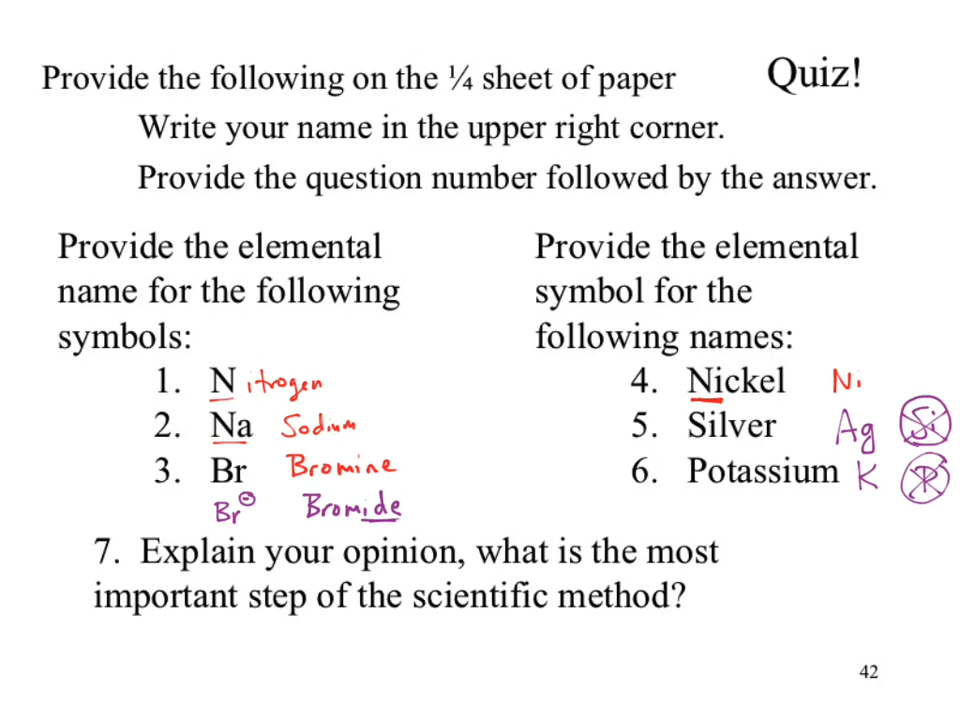 Provide the following on the ¼ sheet of paper Quiz!
Write your name in the upper right corner.
Provide the question number followed by the answer.
Provide the elemental name for the following symbols:
1. N itrogen
2. Na Sodium
3. Br Bromine
Br⊖ Bromide
Provide the elemental symbol for the following names:
4. Nickel Ni
5. Silver Ag Si
6. Potassium K P
7. Explain your opinion, what is the most
important step of the scientific method?
42